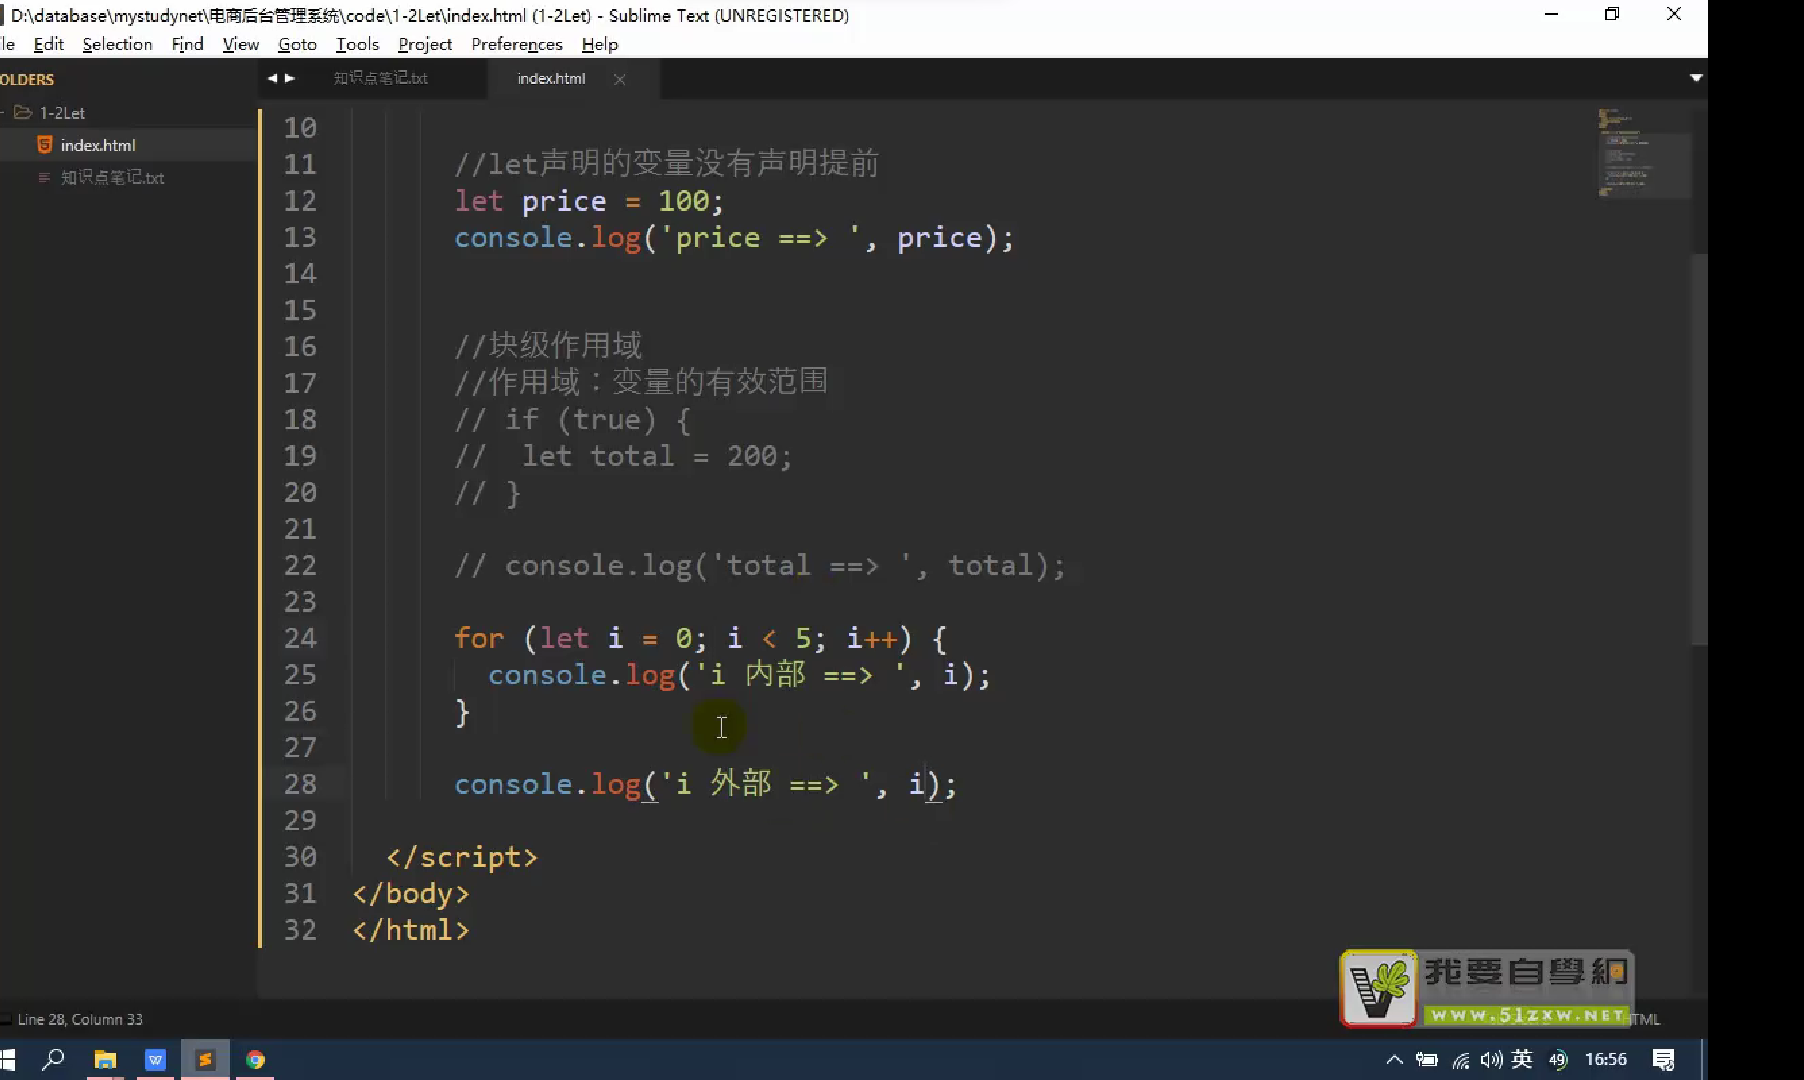 D:\database\mystudynet\电商后台管理系统\code\1-2Let\index.html (1-2Let) - Sublime Text (UNREGISTERED)
le Edit Selection Find View Goto Tools Project Preferences Help
OLDERS
1-2Let
index.html
知识点笔记.txt
知识点笔记.txt index.html
10
11 //let声明的变量没有声明提前
12 let price = 100;
13 console.log('price ==> ', price);
14
15
16 //块级作用域
17 //作用域：变量的有效范围
18 // if (true) {
19 //  let total = 200;
20 // }
21
22 // console.log('total ==> ', total);
23
24 for (let i = 0; i < 5; i++) {
25 console.log('i 内部 ==> ', i);
26 }
27
28 console.log('i 外部 ==> ', i);
29
30 </script>
31 </body>
32 </html>
我要自學網
www.51zxw.net
Line 28, Column 33
HTML
英 49 16:56